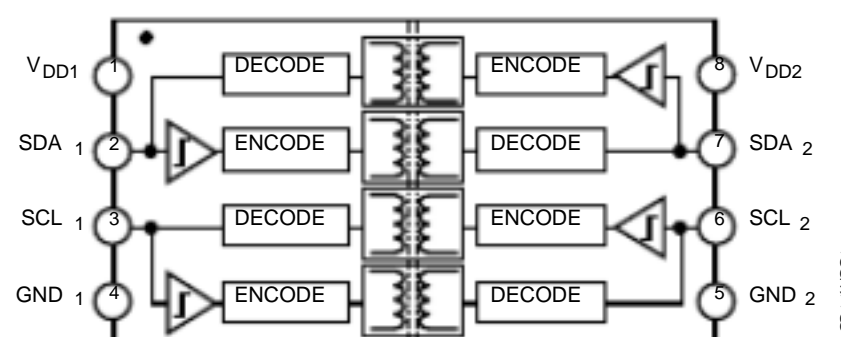 VDD1 1 DECODE ENCODE 8 VDD2
SDA 1 2 ENCODE DECODE 7 SDA 2
SCL 1 3 DECODE ENCODE 6 SCL 2
GND 1 4 ENCODE DECODE 5 GND 2